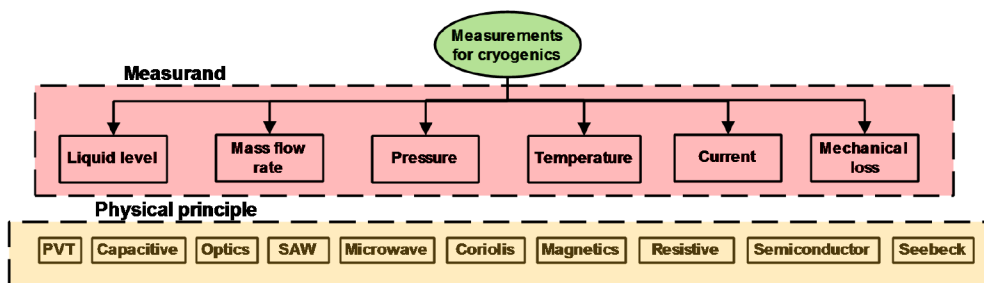 Measurements
for cryogenics
Measurand
Liquid level
Mass flow
rate
Pressure
Temperature
Current
Mechanical
loss
Physical principle
PVT
Capacitive
Optics
SAW
Microwave
Coriolis
Magnetics
Resistive
Semiconductor
Seebeck